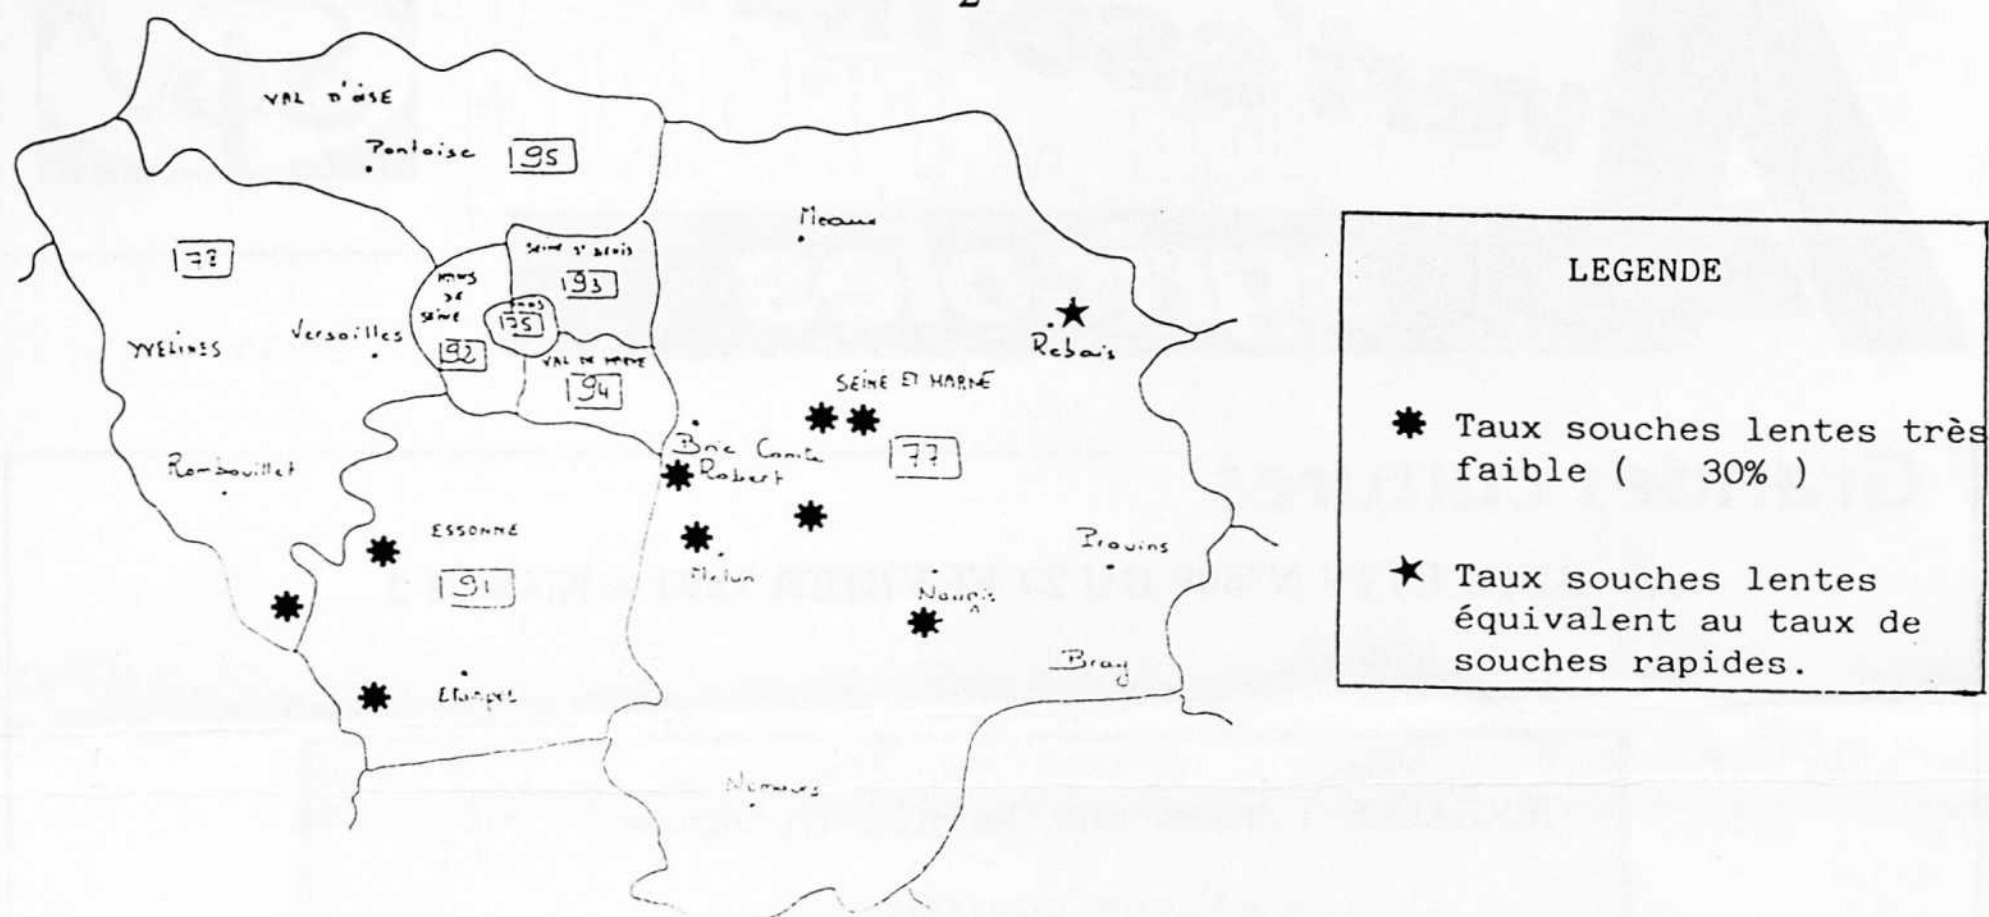 2
VAL D'OISE
Pontoise
95
Meaux
78
SEINE St DENIS
93
HAUTS
DE
SEINE
75
92
Versailles
YVELINES
VAL DE MARNE
94
Rebais
SEINE ET MARNE
Brie Comte
Robert
77
Rambouillet
ESSONNE
91
Melun
Provins
Bray
Etampes
Nemours
LEGENDE
Taux souches lentes très
faible ( 30% )
Taux souches lentes
équivalent au taux de
souches rapides.